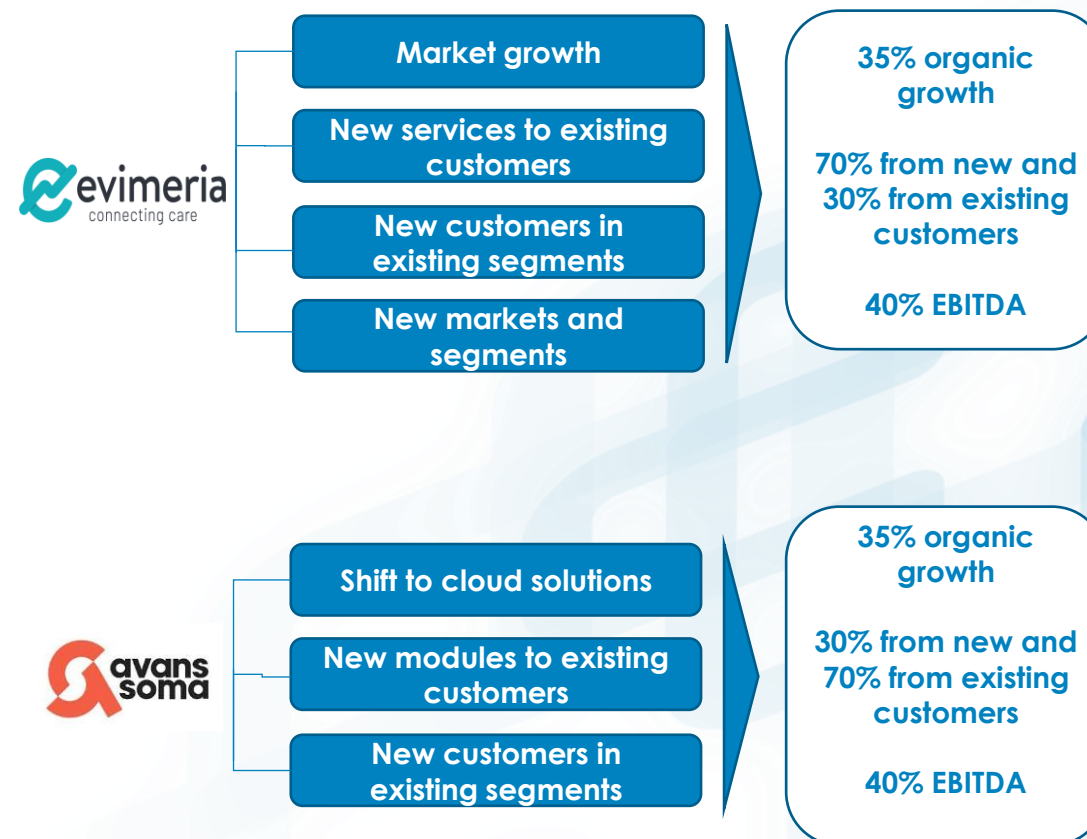 Market growth
New services to existing
customers
New customers in
existing segments
New markets and
segments
evimeria
connecting care
35% organic
growth
70% from new and
30% from existing
customers
40% EBITDA
Shift to cloud solutions
New modules to existing
customers
New customers in
existing segments
avans
soma
35% organic
growth
30% from new and
70% from existing
customers
40% EBITDA